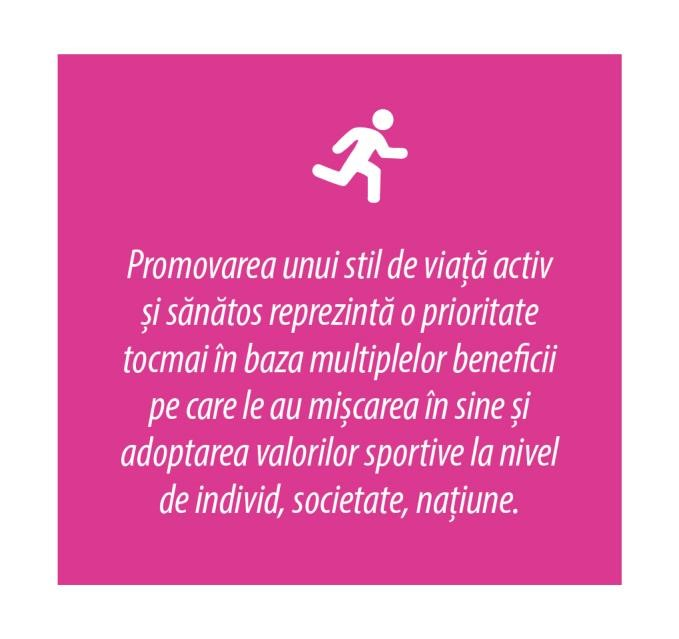 Promovarea unui stil de viață activ
și sănătos reprezintă o prioritate
tocmai în baza multiplelor beneficii
pe care le au mișcarea în sine și
adoptarea valorilor sportive la nivel
de individ, societate, națiune.